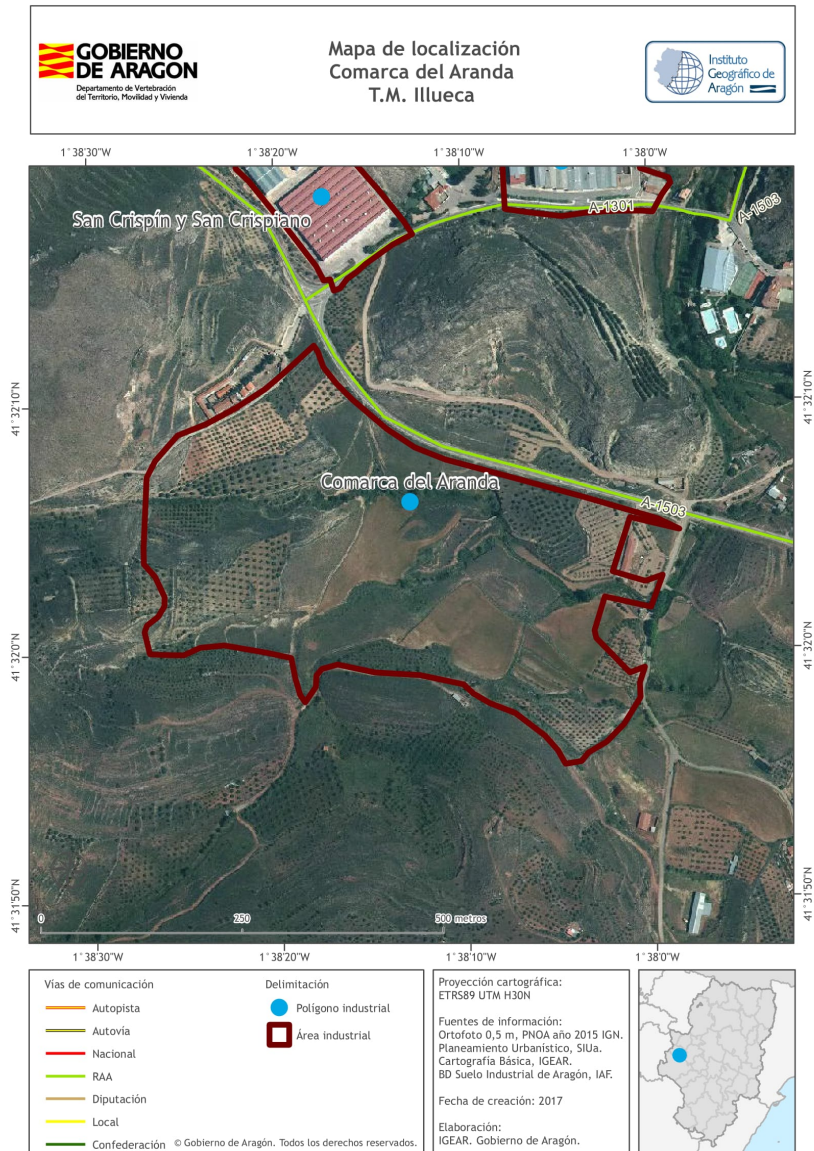 GOBIERNO
DE ARAGON
Departamento de Vertebración
del Territorio, Movilidad y Vivienda
Mapa de localización
Comarca del Aranda
T.M. Illueca
Instituto
Geográfico de
Aragón
1°38'30"W
1°38'20"W
1°38'10"W
1°38'0"W
San Crispín y San Crispiano
A-1301
A-1503
41°32'10"N
41°32'10"N
Comarca del Aranda
A-1503
41°32'0"N
41°32'0"N
41°31'50"N
41°31'50"N
0
250
500 metros
1°38'30"W
1°38'20"W
1°38'10"W
1°38'0"W
Vías de comunicación
Autopista
Autovía
Nacional
RAA
Diputación
Local
Confederación
Delimitación
Polígono industrial
Área industrial
© Gobierno de Aragón. Todos los derechos reservados.
Proyección cartográfica:
ETRS89 UTM H30N
Fuentes de información:
Ortofoto 0,5 m, PNOA año 2015 IGN.
Planeamiento Urbanístico, SIUa.
Cartografía Básica, IGEAR.
BD Suelo Industrial de Aragón, IAF.
Fecha de creación: 2017
Elaboración:
IGEAR. Gobierno de Aragón.